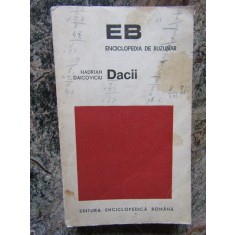 EB
ENCICLOPEDIA DE BUZUNAR
HADRIAN
DAICOVICIU
Dacii
EDITURA ENCICLOPEDICĂ ROMÂNĂ